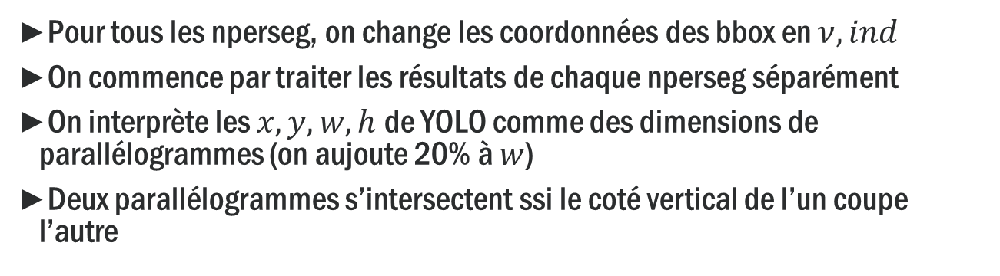 ►Pour tous les nperseg, on change les coordonnées des bbox en ν, ind
►On commence par traiter les résultats de chaque nperseg séparément
►On interprète les x, y, w, h de YOLO comme des dimensions de
parallélogrammes (on aujoute 20% à w)
►Deux parallélogrammes s’intersectent ssi le coté vertical de l’un coupe
l’autre